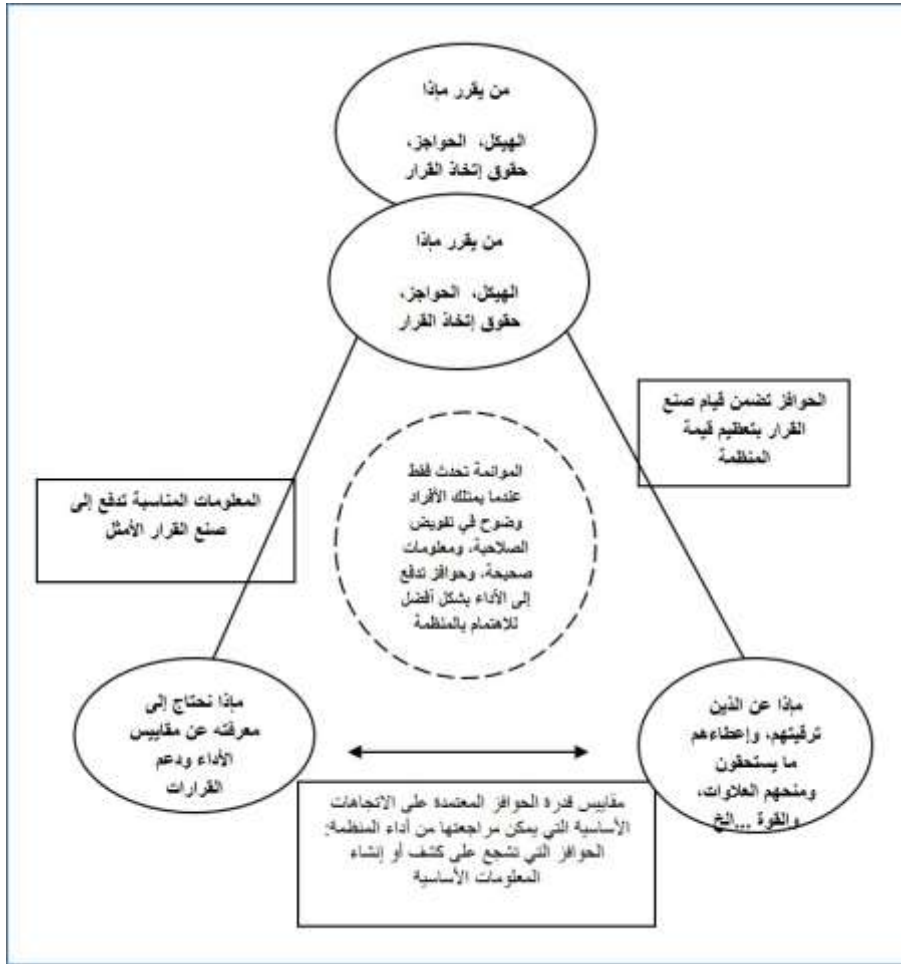 من يقرر ماذا
الهيكل، الحواجز،
حقوق إتخاذ القرار
من يقرر ماذا
الهيكل، الحواجز،
حقوق إتخاذ القرار
الحوافز تضمن قيام صنع
القرار بتعظيم قيمة
المنظمة
المعلومات المناسبة تدفع إلى
صنع القرار الأمثل
الموائمة تحدث فقط
عندما يمتلك الأفراد
وضوح في تفويض
الصلاحية، ومعلومات
صحيحة، وحوافز تدفع
إلى الأداء بشكل أفضل
للاهتمام بالمنظمة
ماذا عن الذين
ترقيتهم، وإعطاءهم
ما يستحقون
ومنحهم العلاوات،
والقوة ...الخ
ماذا نحتاج إلى
معرفته عن مقاييس
الأداء ودعم
القرارات
مقاييس قدرة الحوافز المعتمدة على الاتجاهات
الأساسية التي يمكن مراجعتها من أداء المنظمة:
الحوافز التي تشجع على كشف أو إنشاء
المعلومات الأساسية